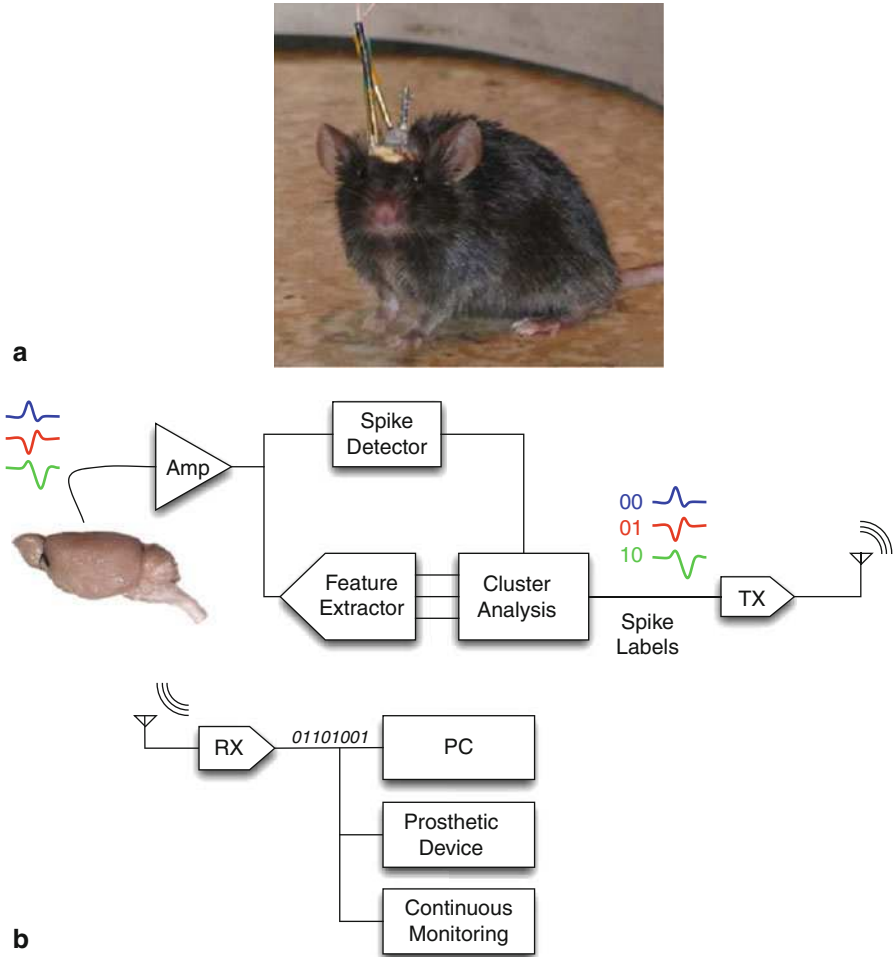 a
Spike
Detector
Amp
00
01
10
Feature
Extractor
Cluster
Analysis
TX
Spike
Labels
RX
01101001
PC
Prosthetic
Device
Continuous
Monitoring
b